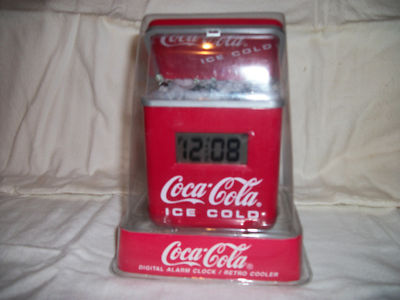 Coca-Cola
ICE COLD
12:08
Coca-Cola
ICE COLD
Coca-Cola
DIGITAL ALARM CLOCK / RETRO COOLER